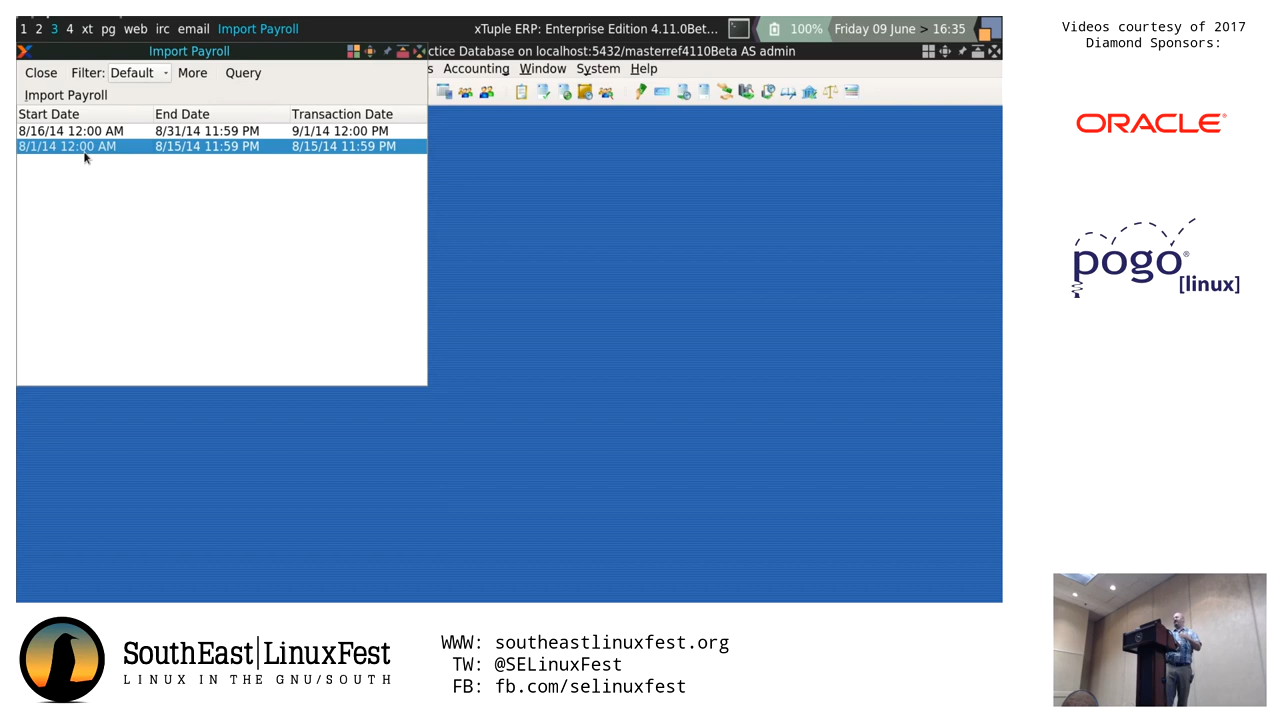 1 2 3 4 xt pg web irc email Import Payroll xTuple ERP: Enterprise Edition 4.11.0Bet... 100% Friday 09 June > 16:35
Import Payroll ctice Database on localhost:5432/masterref4110Beta AS admin
Close Filter: Default More Query
s Accounting Window System Help
Import Payroll
Start Date End Date Transaction Date
8/16/14 12:00 AM 8/31/14 11:59 PM 9/1/14 12:00 PM
8/1/14 12:00 AM 8/15/14 11:59 PM 8/15/14 11:59 PM
Videos courtesy of 2017
Diamond Sponsors:
ORACLE®
pogo®
[linux]
SouthEast|LinuxFest
LINUX IN THE GNU/SOUTH
WWW: southeastlinuxfest.org
TW: @SELinuxFest
FB: fb.com/selinuxfest